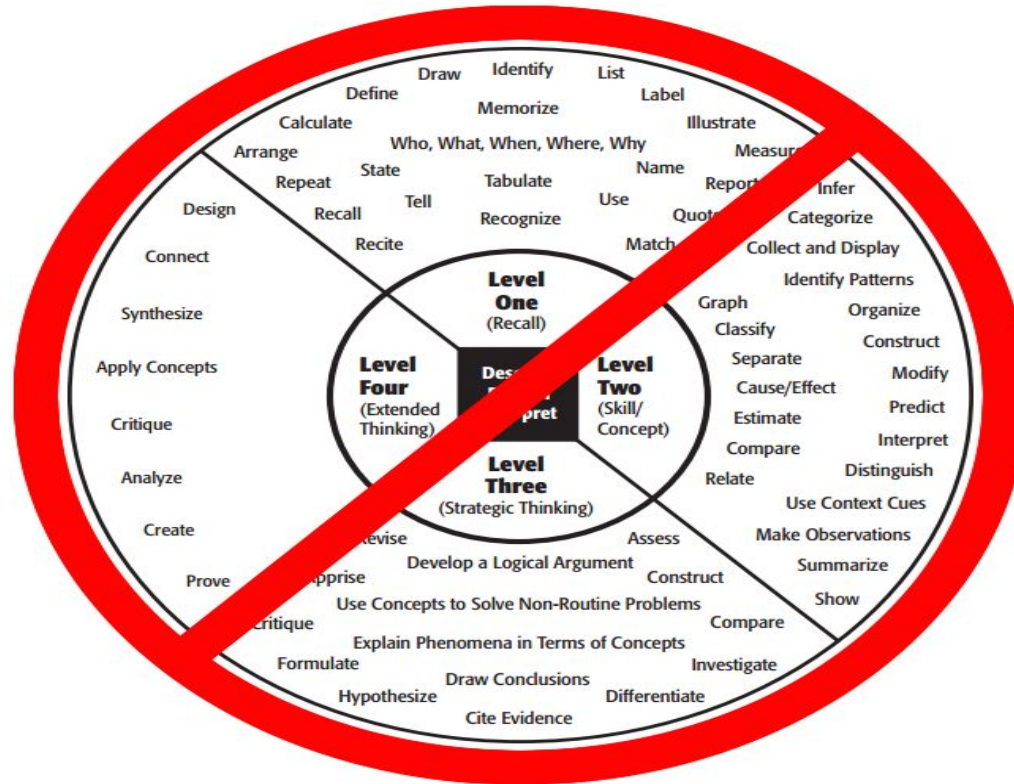 Draw
Identify
List
Define
Memorize
Label
Calculate
Illustrate
Who, What, When, Where, Why
Arrange
Measure
State
Name
Repeat
Tabulate
Report
Tell
Use
Recall
Recognize
Quote
Recite
Match
Infer
Categorize
Collect and Display
Identify Patterns
Graph
Organize
Classify
Construct
Separate
Modify
Cause/Effect
Predict
Estimate
Interpret
Compare
Distinguish
Relate
Use Context Cues
Make Observations
Summarize
Show
Design
Connect
Synthesize
Apply Concepts
Critique
Analyze
Create
Prove
Level
One
(Recall)
Level
Four
(Extended
Thinking)
Level
Two
(Skill/
Concept)
Level
Three
(Strategic Thinking)
Assess
Develop a Logical Argument
Construct
Use Concepts to Solve Non-Routine Problems
Compare
Critique
Explain Phenomena in Terms of Concepts
Formulate
Investigate
Draw Conclusions
Hypothesize
Differentiate
Cite Evidence